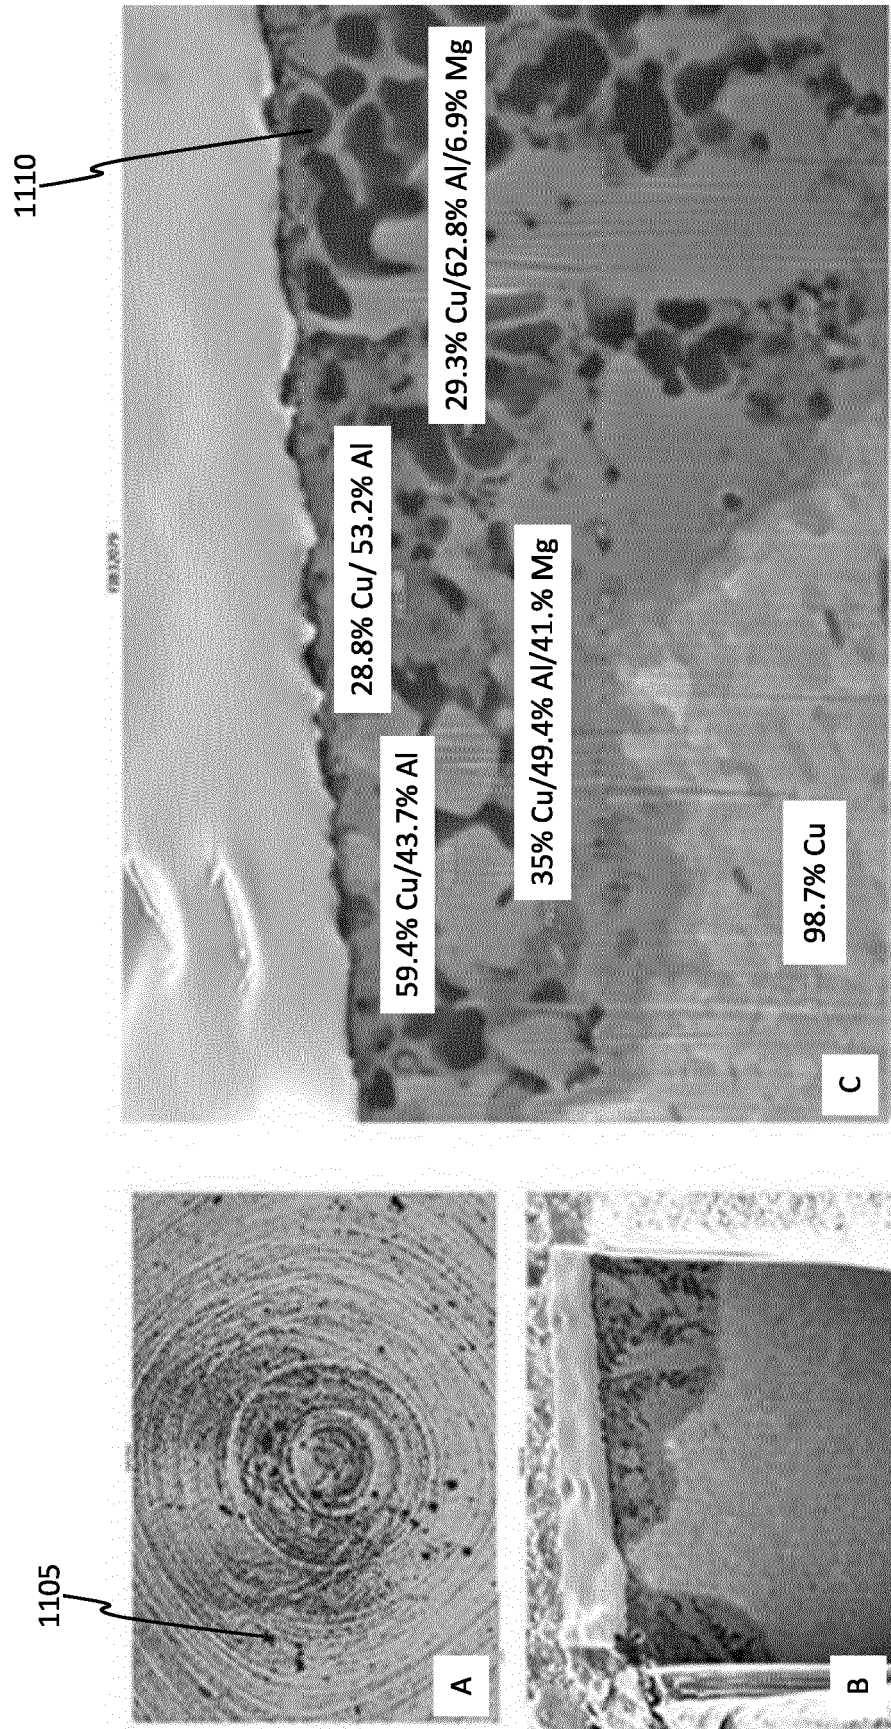 1105
1110
A
B
C
59.4% Cu/43.7% Al
28.8% Cu/ 53.2% Al
29.3% Cu/62.8% Al/6.9% Mg
35% Cu/49.4% Al/41.% Mg
98.7% Cu